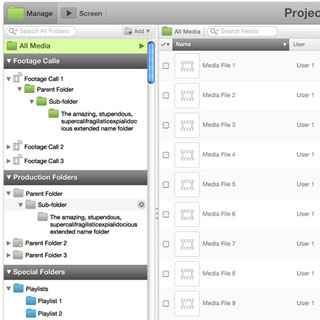 Manage
Screen
Projec
Search All Folders
Add
All Media
Search Media
All Media
Name
User
Footage Calls
Footage Call 1
Parent Folder
Sub-folder
The amazing, stupendous,
supercalifragilisticexpialidoc
ious extended name folder
Footage Call 2
Footage Call 3
Production Folders
Parent Folder
Sub-folder
The amazing, stupendous,
supercalifragilisticexpialidocious
extended name folder
Parent Folder 2
Parent Folder 3
Special Folders
Playlists
Playlist 1
Playlist 2
Media File 1
User 1
Media File 2
User 1
Media File 3
User 1
Media File 4
User 1
Media File 5
User 1
Media File 6
User 1
Media File 7
User 1
Media File 8
User 1
Media File 9
User 1